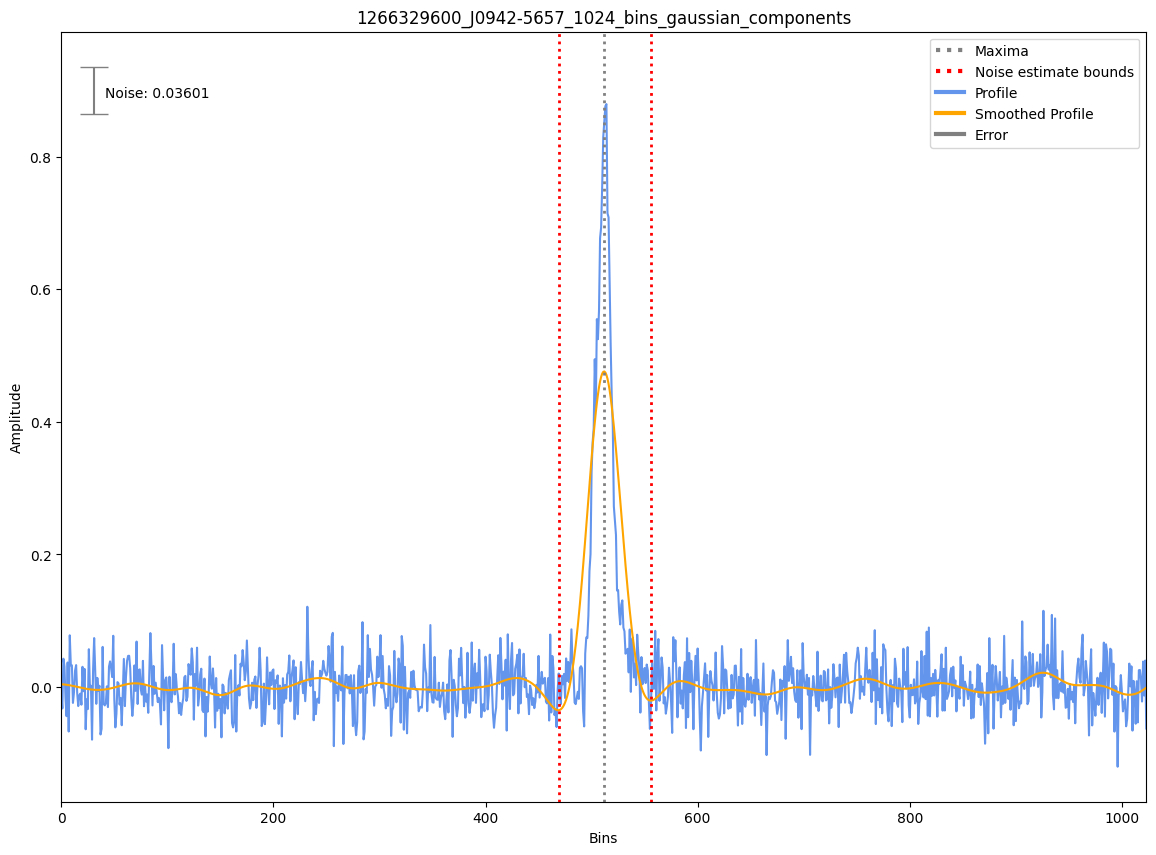 1266329600_J0942-5657_1024_bins_gaussian_components
Maxima
Noise estimate bounds
Profile
Smoothed Profile
Error
Noise: 0.03601
Amplitude
0.8
0.6
0.4
0.2
0.0
0 200 400 600 800 1000
Bins